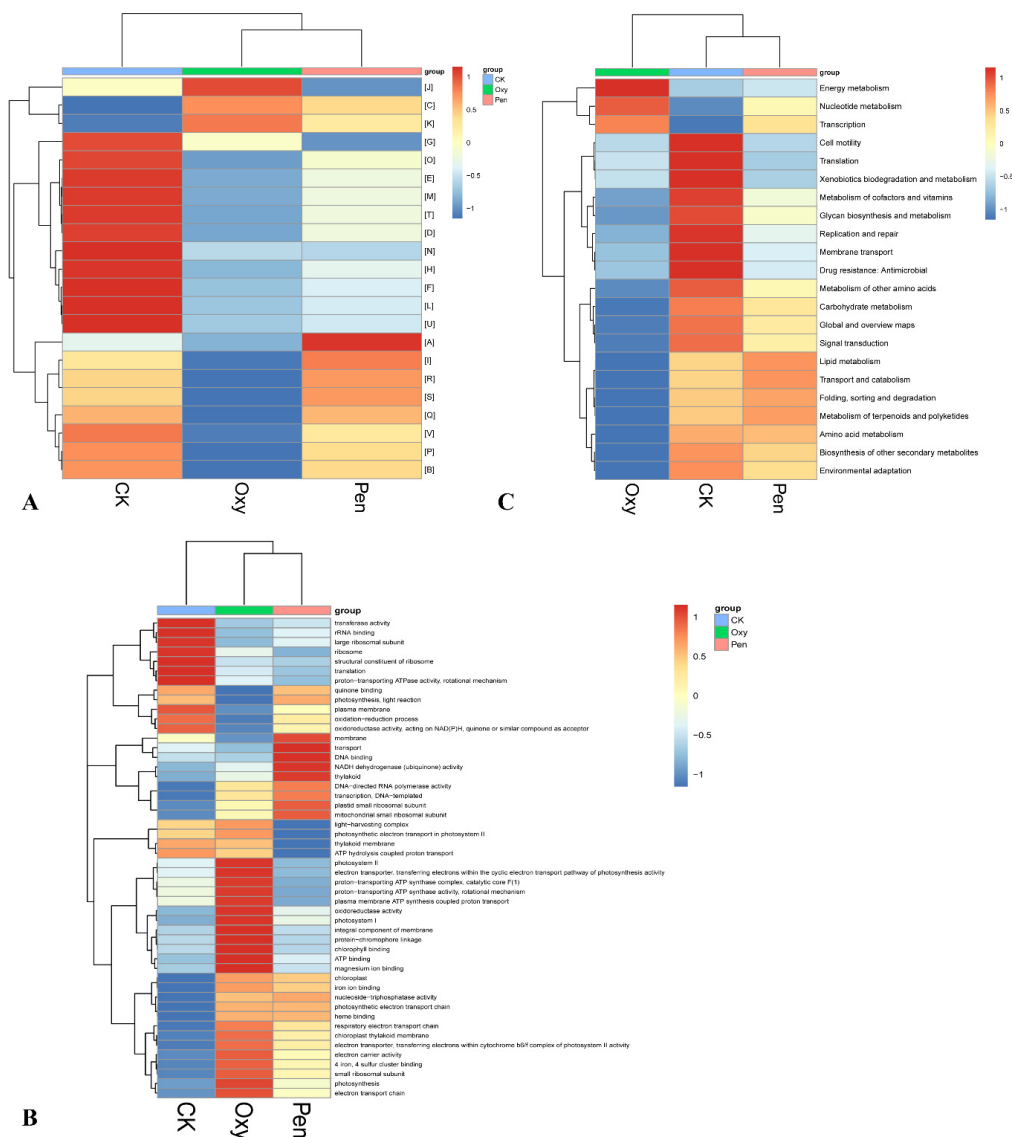 group
CK
Oxy
Pen
1
0.5
0
−0.5
−1
[J]
[C]
[K]
[G]
[O]
[E]
[M]
[T]
[D]
[N]
[H]
[F]
[L]
[U]
[A]
[I]
[R]
[S]
[Q]
[V]
[P]
[B]
CK
Oxy
Pen
A
group
1
0.5
0
−0.5
−1
Energy metabolism
Nucleotide metabolism
Transcription
Cell motility
Translation
Xenobiotics biodegradation and metabolism
Metabolism of cofactors and vitamins
Glycan biosynthesis and metabolism
Replication and repair
Membrane transport
Drug resistance: Antimicrobial
Metabolism of other amino acids
Carbohydrate metabolism
Global and overview maps
Signal transduction
Lipid metabolism
Transport and catabolism
Folding, sorting and degradation
Metabolism of terpenoids and polyketides
Amino acid metabolism
Biosynthesis of other secondary metabolites
Environmental adaptation
Oxy
CK
Pen
C
group
group
CK
Oxy
Pen
1
0.5
0
−0.5
−1
transferase activity
rRNA binding
large ribosomal subunit
ribosome
structural constituent of ribosome
translation
proton−transporting ATPase activity, rotational mechanism
quinone binding
photosynthesis, light reaction
plasma membrane
oxidation−reduction process
oxidoreductase activity, acting on NAD(P)H, quinone or similar compound as acceptor
membrane
transport
DNA binding
NADH dehydrogenase (ubiquinone) activity
thylakoid
DNA−directed RNA polymerase activity
transcription, DNA−templated
plastid small ribosomal subunit
mitochondrial small ribosomal subunit
light−harvesting complex
photosynthetic electron transport in photosystem II
thylakoid membrane
ATP hydrolysis coupled proton transport
photosystem II
electron transporter, transferring electrons within the cyclic electron transport pathway of photosynthesis activity
proton−transporting ATP synthase complex, catalytic core F(1)
proton−transporting ATP synthase activity, rotational mechanism
plasma membrane ATP synthesis coupled proton transport
oxidoreductase activity
photosystem I
integral component of membrane
protein−chromophore linkage
chlorophyll binding
ATP binding
magnesium ion binding
chloroplast
iron ion binding
nucleoside−triphosphatase activity
photosynthetic electron transport chain
heme binding
respiratory electron transport chain
chloroplast thylakoid membrane
electron transporter, transferring electrons within cytochrome b6/f complex of photosystem II activity
electron carrier activity
4 iron, 4 sulfur cluster binding
small ribosomal subunit
photosynthesis
electron transport chain
CK
Oxy
Pen
B